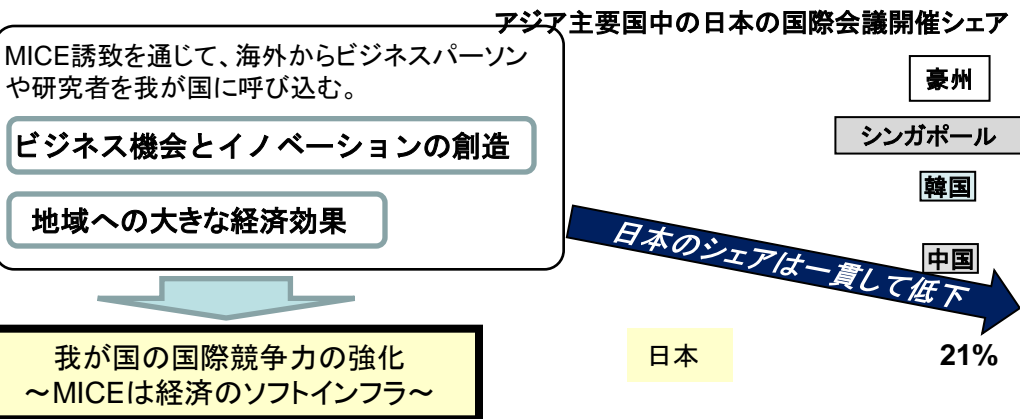 アジア主要国中の日本の国際会議開催シェア
MICE誘致を通じて、海外からビジネスパーソン
や研究者を我が国に呼び込む。
ビジネス機会とイノベーションの創造
地域への大きな経済効果
我が国の国際競争力の強化
～MICEは経済のソフトインフラ～
豪州
シンガポール
韓国
中国
日本のシェアは一貫して低下
日本
21%